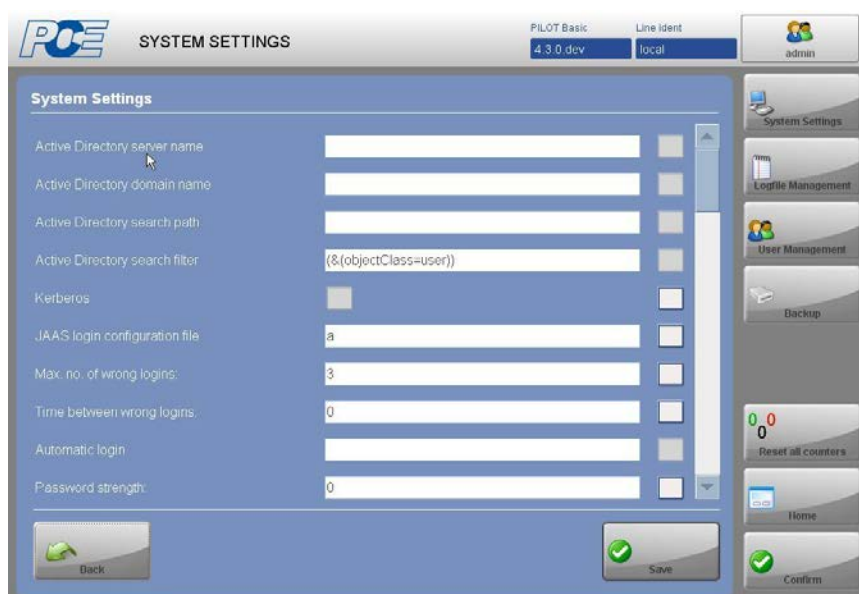 PCE
SYSTEM SETTINGS
PILOT Basic
Line ident
4.3.0.dev
local
admin
System Settings
Active Directory server name
Active Directory domain name
Active Directory search path
Active Directory search filter
(&(objectClass=user))
Kerberos
JAAS login configuration file
a
Max. no. of wrong logins:
3
Time between wrong logins:
0
Automatic login
Password strength:
0
Back
Save
System Settings
Logfile Management
User Management
Backup
0 0
0
Reset all counters
Home
Confirm